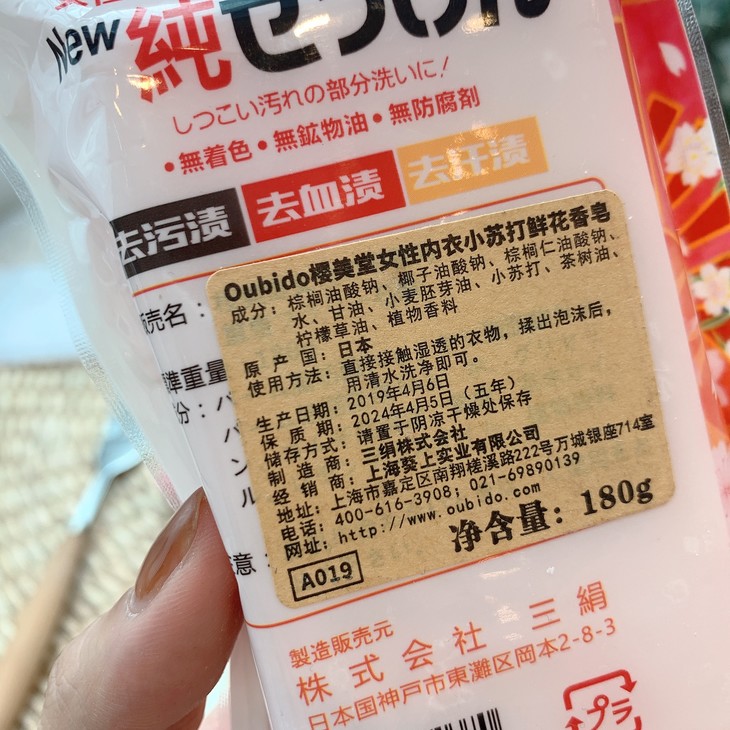 New 純せっけん
しつこい汚れの部分洗いに！
・無着色・無鉱物油・無防腐剤
去污渍 去血渍 去汗渍
Oubido樱美堂女性内衣小苏打鲜花香皂
成分：棕榈油酸钠、椰子油酸钠、棕榈仁油酸钠、
水、甘油、小麦胚芽油、小苏打、茶树油、
柠檬草油、植物香料
原产国：日本
使用方法：直接接触湿透的衣物，揉出泡沫后，
用清水洗净即可。
生产日期：2019年4月6日
保质期：2024年4月5日（五年）
储存方式：请置于阴凉干燥处保存
制造商：三绢株式会社
经销商：上海葵上实业有限公司
地址：上海市嘉定区南翔槎溪路222号万城银座714室
电话：400-616-3908；021-69890139
网址：http://www.oubido.com
净含量：180g
A019
売名：
準重量
分：
意：
製造販売元
株式会社 三絹
日本国神戸市東灘区岡本2-8-3
プラ